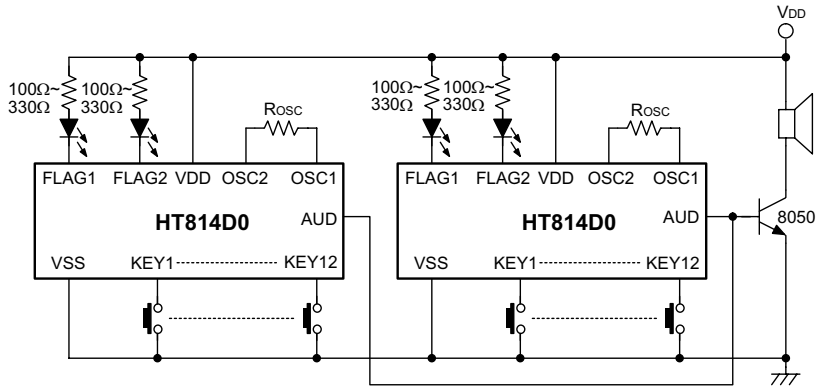 VDD
100Ω~
330Ω
100Ω~
330Ω
100Ω~
330Ω
100Ω~
330Ω
ROSC
ROSC
FLAG1 FLAG2 VDD OSC2 OSC1
FLAG1 FLAG2 VDD OSC2 OSC1
HT814D0 AUD
HT814D0 AUD
8050
VSS KEY1 KEY12
VSS KEY1 KEY12